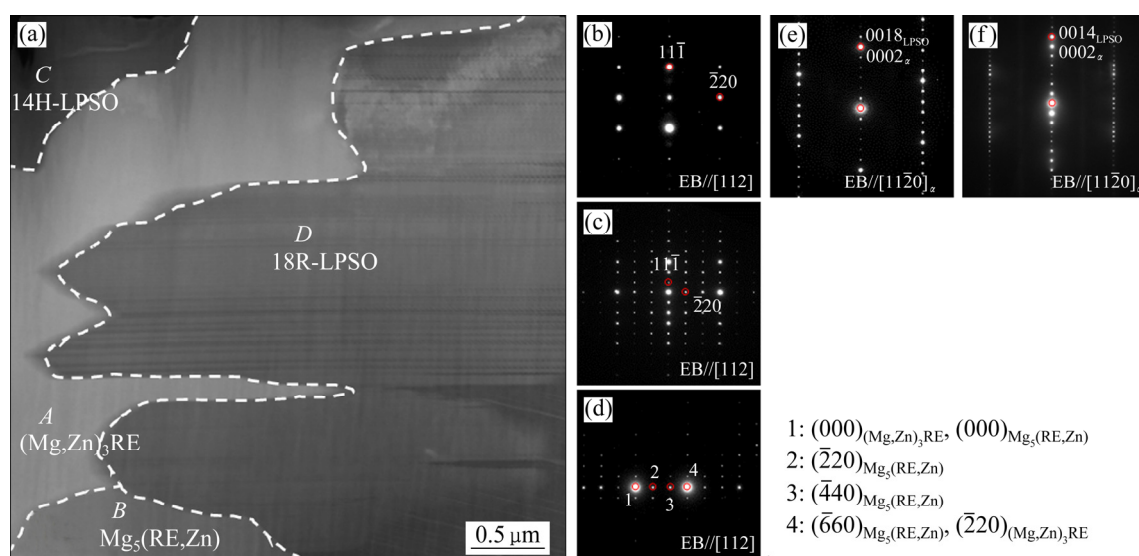 (a)
C
14H-LPSO
D
18R-LPSO
A
(Mg,Zn)₃RE
B
Mg₅(RE,Zn)
0.5 μm
(b)
111̅
2̅20
EB//[112]
(c)
111̅
2̅20
EB//[112]
(d)
1 2 3 4
EB//[112]
(e)
0018LPSO
0002α
EB//[112̅0]α
(f)
0014LPSO
0002α
EB//[112̅0]α
1: (000)(Mg,Zn)₃RE, (000)Mg₅(RE,Zn)
2: (2̅20)Mg₅(RE,Zn)
3: (4̅40)Mg₅(RE,Zn)
4: (6̅60)Mg₅(RE,Zn), (2̅20)(Mg,Zn)₃RE